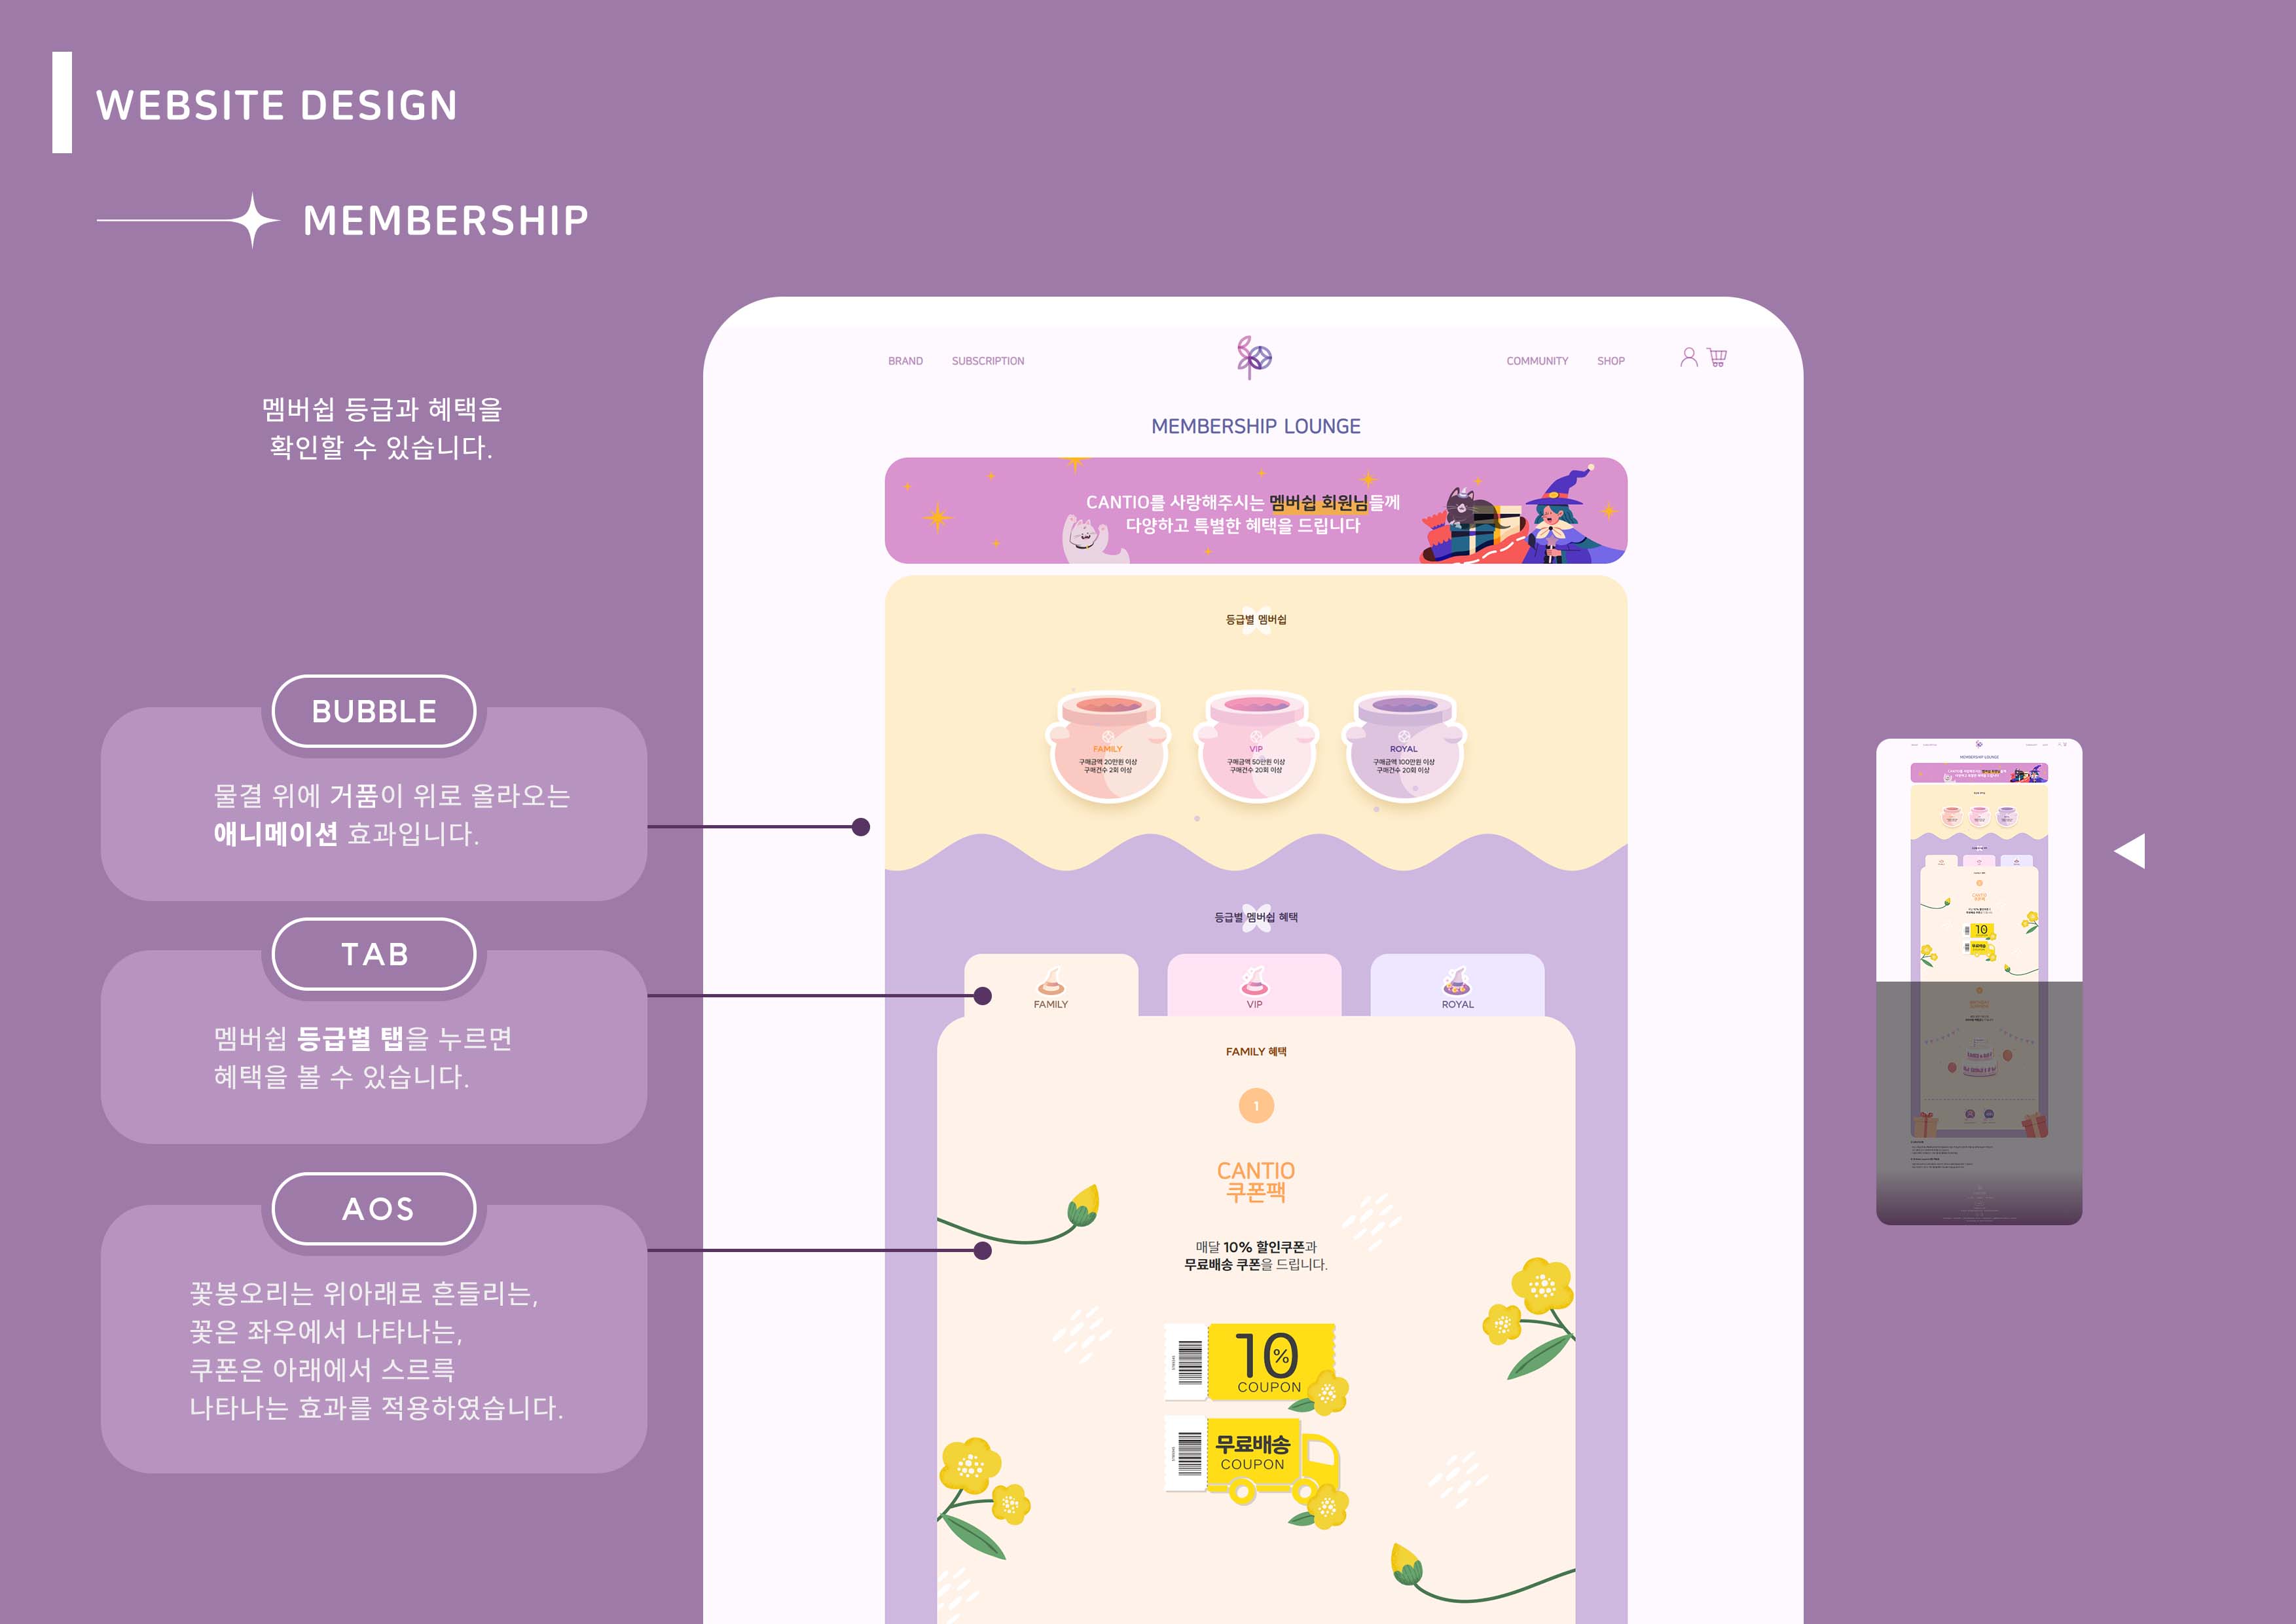 WEBSITE DESIGN
MEMBERSHIP
멤버쉽 등급과 혜택을
확인할 수 있습니다.
BUBBLE
물결 위에 거품이 위로 올라오는
애니메이션 효과입니다.
TAB
멤버쉽 등급별 탭을 누르면
혜택을 볼 수 있습니다.
AOS
꽃봉오리는 위아래로 흔들리는,
꽃은 좌우에서 나타나는,
쿠폰은 아래에서 스르륵
나타나는 효과를 적용하였습니다.
BRAND SUBSCRIPTION COMMUNITY SHOP
MEMBERSHIP LOUNGE
CANTIO를 사랑해주시는 멤버쉽 회원님들께
다양하고 특별한 혜택을 드립니다
등급별 멤버쉽
FAMILY
구매금액 20만원 이상
구매건수 2회 이상
VIP
구매금액 50만원 이상
구매건수 20회 이상
ROYAL
구매금액 100만원 이상
구매건수 20회 이상
등급별 멤버쉽 혜택
FAMILY VIP ROYAL
FAMILY 혜택
1
CANTIO
쿠폰팩
매달 10% 할인쿠폰과
무료배송 쿠폰을 드립니다.
10%
COUPON
무료배송
COUPON
MEMBERSHIP LOUNGE
CANTIO
쿠폰팩
10
무료배송